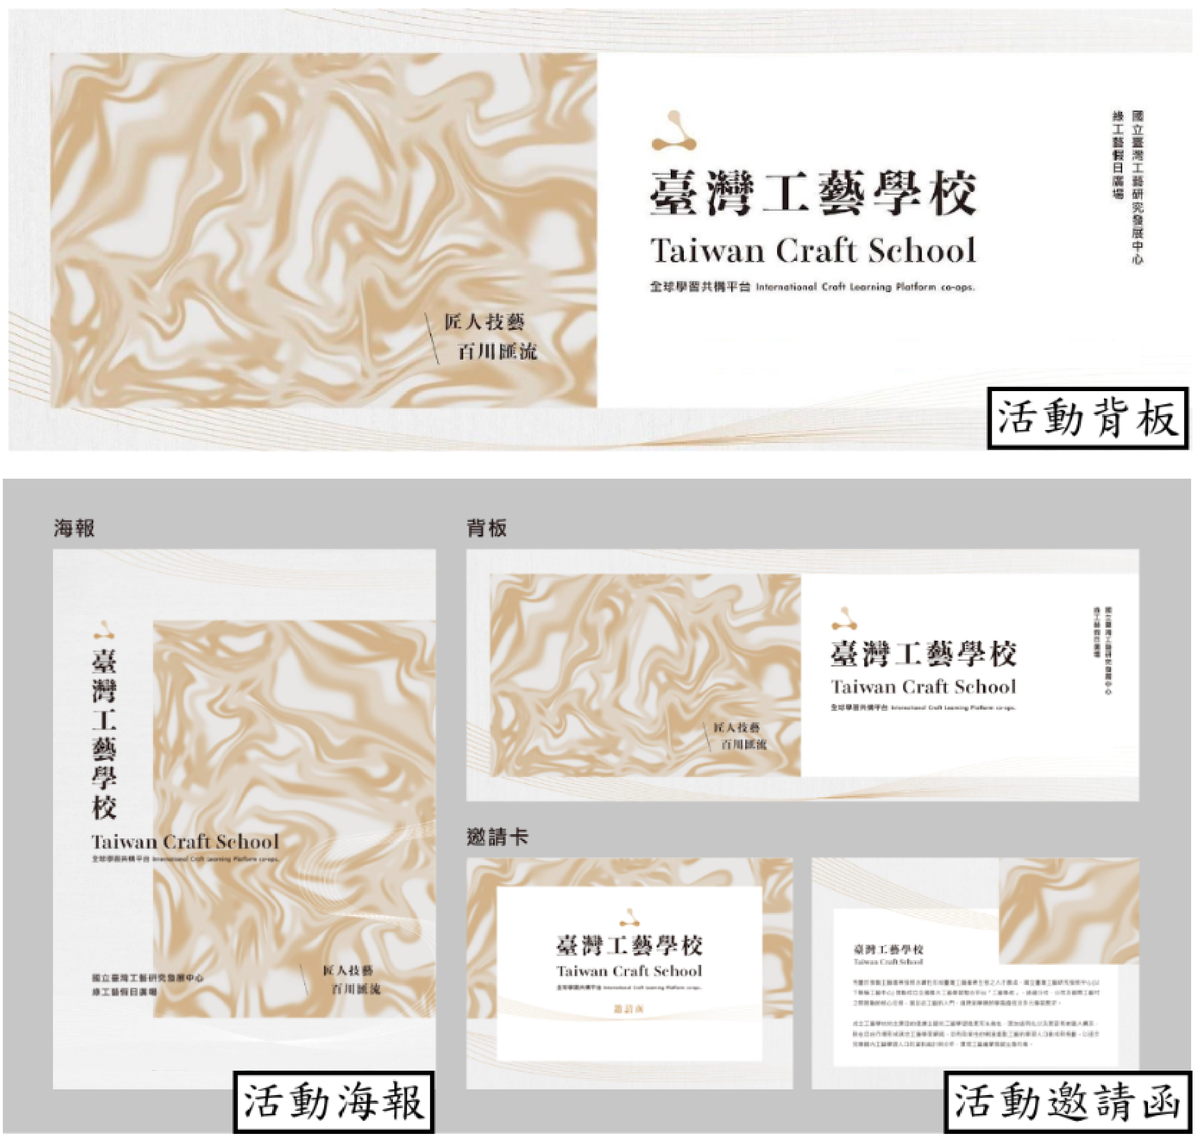 臺灣工藝學校
Taiwan Craft School
全球學習共構平台 International Craft Learning Platform co-ops.
國立臺灣工藝研究發展中心
綠工藝假日廣場
匠人技藝
百川匯流
活動背板
海報
臺灣工藝學校
Taiwan Craft School
全球學習共構平台 International Craft Learning Platform co-ops.
國立臺灣工藝研究發展中心
綠工藝假日廣場
匠人技藝
百川匯流
活動海報
背板
臺灣工藝學校
Taiwan Craft School
全球學習共構平台 International Craft Learning Platform co-ops.
國立臺灣工藝研究發展中心
綠工藝假日廣場
匠人技藝
百川匯流
邀請卡
臺灣工藝學校
Taiwan Craft School
全球學習共構平台 International Craft Learning Platform co-ops.
邀請函
臺灣工藝學校
Taiwan Craft School
活動邀請函